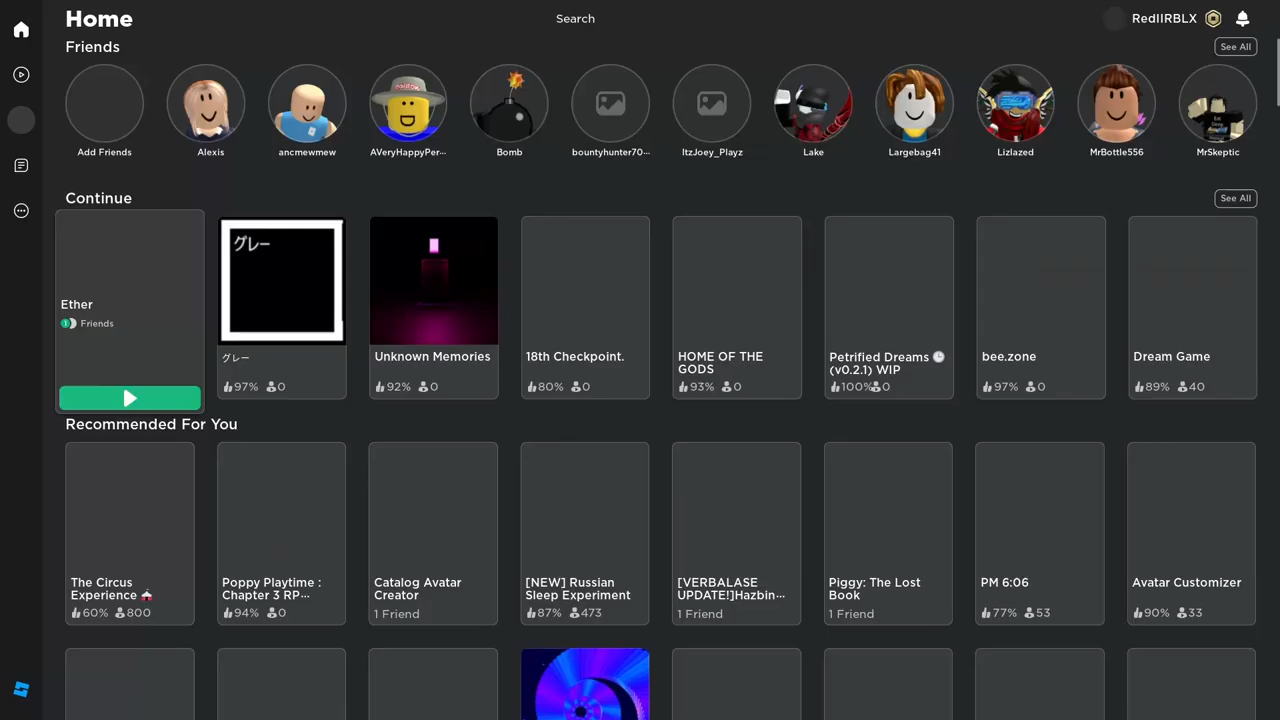 Home
Search
RedIIRBLX
Friends
See All
Add Friends
Alexis
ancmewmew
AVeryHappyPer...
Bomb
bountyhunter70...
ItzJoey_Playz
Lake
Largebag41
Lizlazed
MrBottle556
MrSkeptic
Continue
See All
Ether
1 Friends
グレー
グレー
97% 0
Unknown Memories
92% 0
18th Checkpoint.
80% 0
HOME OF THE
GODS
93% 0
Petrified Dreams 🕒
(v0.2.1) WIP
100% 0
bee.zone
97% 0
Dream Game
89% 40
Recommended For You
The Circus
Experience 🎪
60% 800
Poppy Playtime :
Chapter 3 RP...
94% 0
Catalog Avatar
Creator
1 Friend
[NEW] Russian
Sleep Experiment
87% 473
[VERBALASE
UPDATE!]Hazbin...
1 Friend
Piggy: The Lost
Book
1 Friend
PM 6:06
77% 53
Avatar Customizer
90% 33